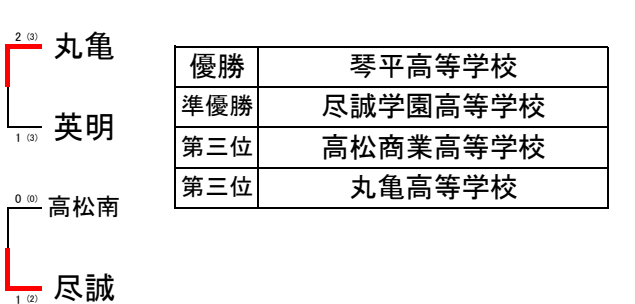 2 (3) 丸亀
1 (3) 英明
0 (0) 高松南
1 (2) 尽誠
優勝 琴平高等学校
準優勝 尽誠学園高等学校
第三位 高松商業高等学校
第三位 丸亀高等学校